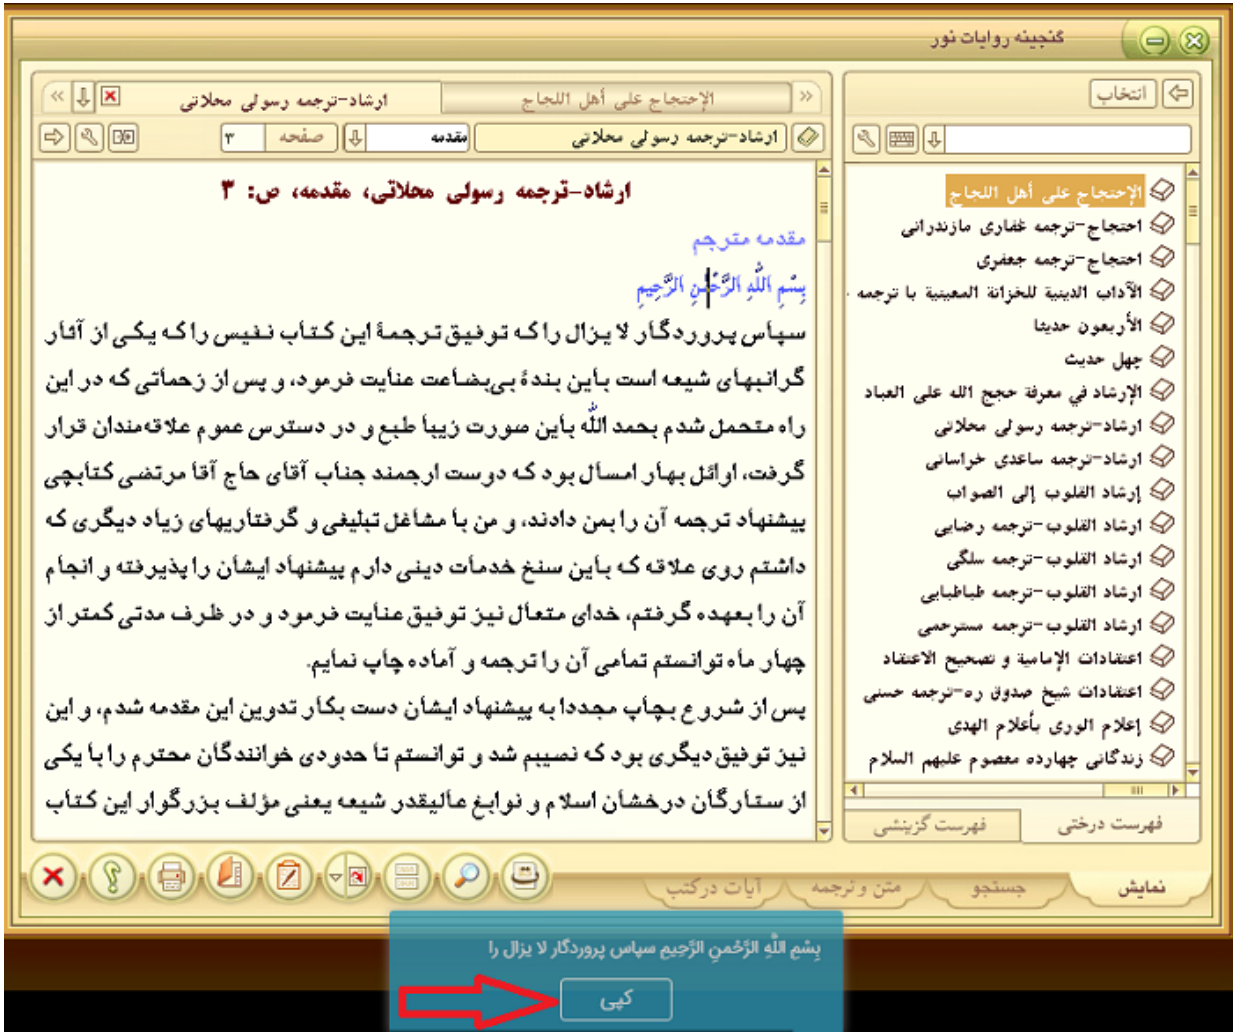 گنجینه روایات نور
انتخاب
الإحتجاج على أهل اللجاج
احتجاج-ترجمه غفاری مازندرانی
احتجاج-ترجمه جعفری
الآداب الدينية للخزانة المعينية با ترجمه
الأربعون حديثا
چهل حدیث
الإرشاد في معرفة حجج الله على العباد
ارشاد-ترجمه رسولی محلاتی
ارشاد-ترجمه ساعدی خراسانی
إرشاد القلوب إلى الصواب
ارشاد القلوب-ترجمه رضایی
ارشاد القلوب-ترجمه سلگی
ارشاد القلوب-ترجمه طباطبایی
ارشاد القلوب-ترجمه مسترحمی
اعتقادات الإمامية و تصحيح الاعتقاد
اعتقادات شیخ صدوق ره-ترجمه حسنی
إعلام الورى بأعلام الهدى
زندگانی چهارده معصوم علیهم السلام
فهرست درختی
فهرست گزینشی
الإحتجاج على أهل اللجاج
ارشاد-ترجمه رسولی محلاتی
ارشاد-ترجمه رسولی محلاتی
مقدمه
صفحه
۳
ارشاد-ترجمه رسولی محلاتی، مقدمه، ص: ۳
مقدمه مترجم
بِسْمِ اللَّهِ الرَّحْمنِ الرَّحِيمِ
سپاس پروردگار لا یزال را که توفیق ترجمۀ این کتاب نفیس را که یکی از آثار
گرانبهای شیعه است باین بندۀ بی‌بضاعت عنایت فرمود، و پس از زحماتی که در این
راه متحمل شدم بحمد اللَّه باین صورت زیبا طبع و در دسترس عموم علاقه‌مندان قرار
گرفت، اوائل بهار امسال بود که دوست ارجمند جناب آقای حاج آقا مرتضی کتابچی
پیشنهاد ترجمه آن را بمن دادند، و من با مشاغل تبلیغی و گرفتاریهای زیاد دیگری که
داشتم روی علاقه که باین سنخ خدمات دینی دارم پیشنهاد ایشان را پذیرفته و انجام
آن را بعهده گرفتم، خدای متعال نیز توفیق عنایت فرمود و در ظرف مدتی کمتر از
چهار ماه توانستم تمامی آن را ترجمه و آماده چاپ نمایم.
پس از شروع بچاپ مجددا به پیشنهاد ایشان دست بکار تدوین این مقدمه شدم، و این
نیز توفیق دیگری بود که نصیبم شد و توانستم تا حدودی خوانندگان محترم را با یکی
از ستارگان درخشان اسلام و نوابغ عالیقدر شیعه یعنی مؤلف بزرگوار این کتاب
نمایش
جستجو
متن و ترجمه
آیات در کتب
بِسْمِ اللَّهِ الرَّحْمنِ الرَّحِيمِ سپاس پروردگار لا یزال را
کپی